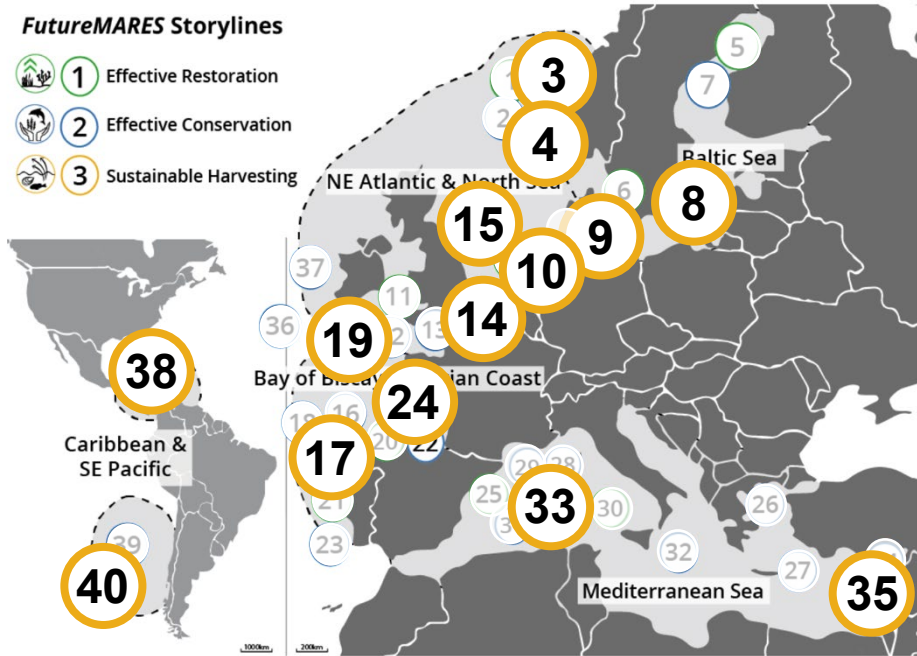 FutureMARES Storylines
1 Effective Restoration
2 Effective Conservation
3 Sustainable Harvesting
5
3
7
2
4
Baltic Sea
NE Atlantic & North Sea
6
8
15
9
10
37
11
14
36
13
19
38
Bay of Biscay
ian Coast
24
16
18
Caribbean &
SE Pacific
20
22
17
29
28
25
33
30
26
21
39
23
32
27
40
Mediterranean Sea
35
1000km
200km